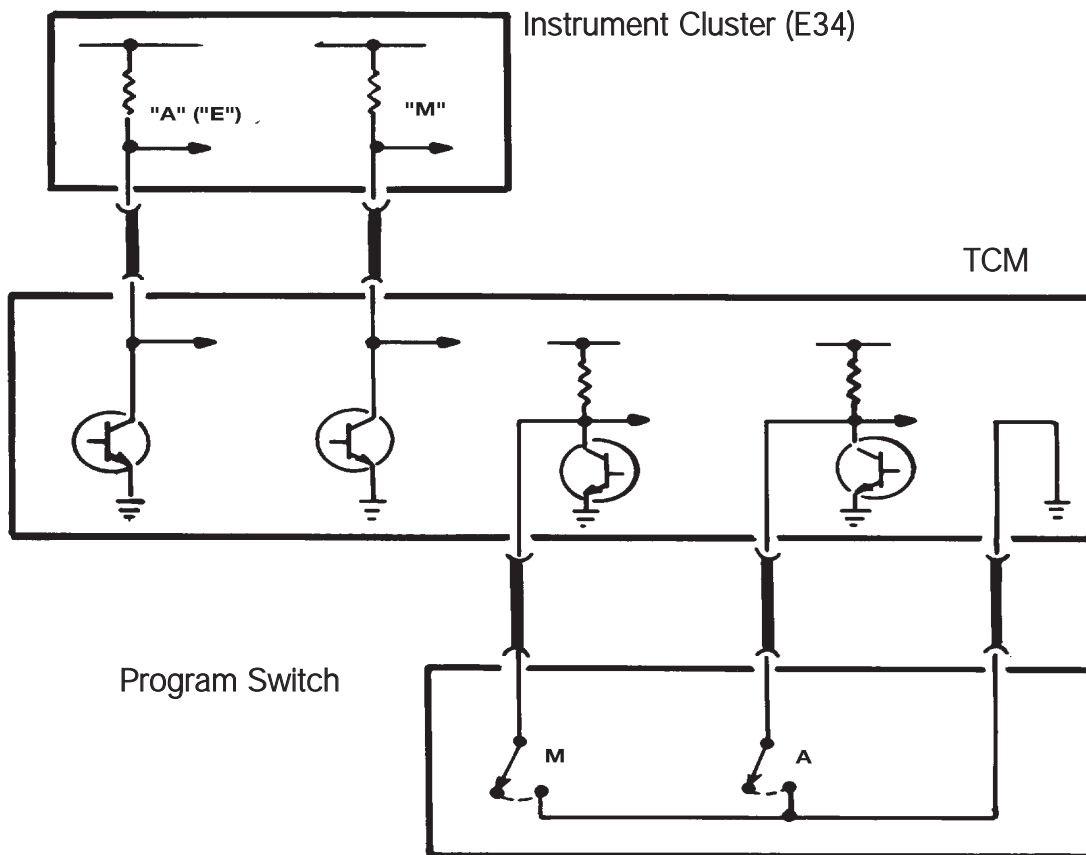 Instrument Cluster (E34)
"A" ("E")
"M"
TCM
Program Switch
M
A